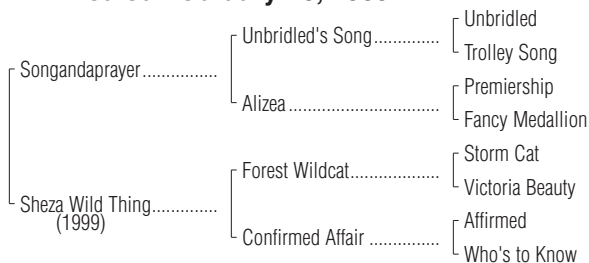 Unbridled
Unbridled's Song.............
Trolley Song
Songandaprayer...............
Premiership
Alizea..............................
Fancy Medallion
Storm Cat
Forest Wildcat..................
Victoria Beauty
Sheza Wild Thing.............
(1999)
Affirmed
Confirmed Affair ..............
Who's to Know